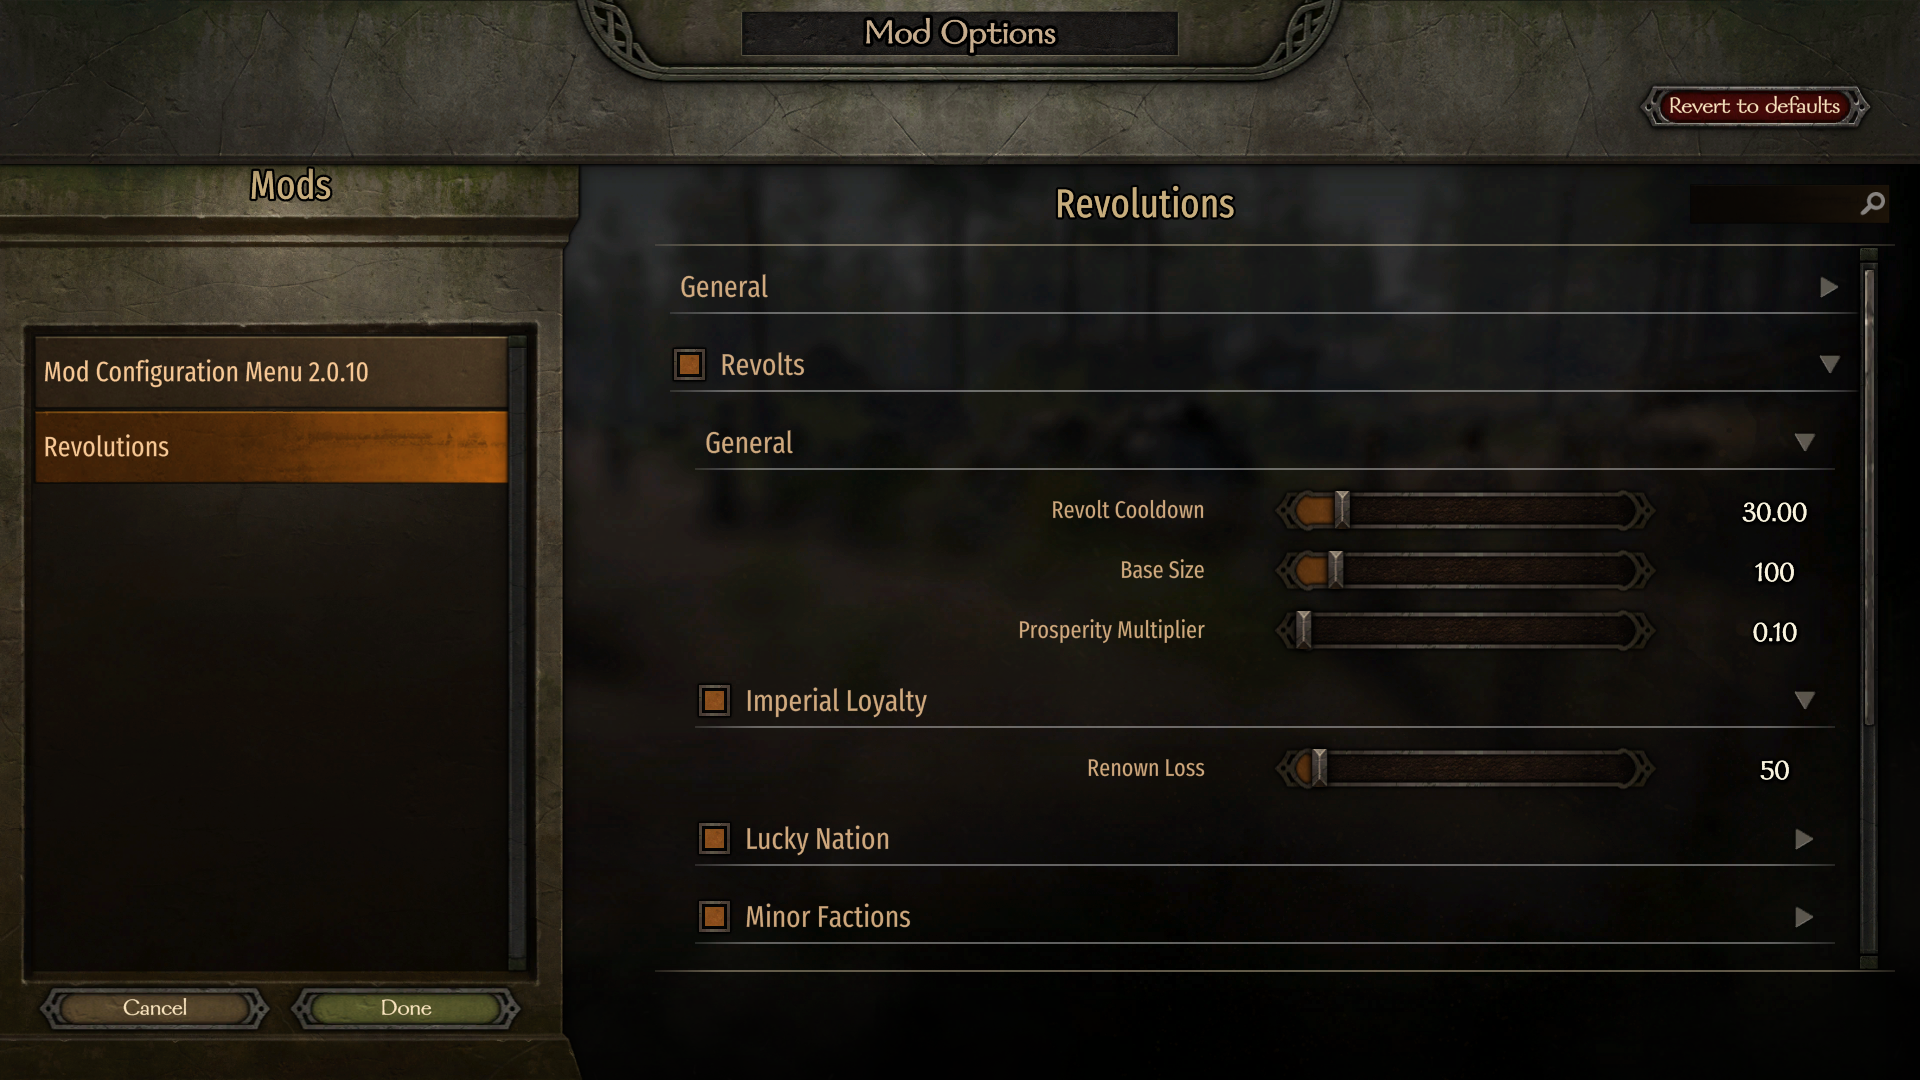 Mod Options
Revert to defaults
Mods
Mod Configuration Menu 2.0.10
Revolutions
Cancel
Done
Revolutions
General
Revolts
General
Revolt Cooldown 30.00
Base Size 100
Prosperity Multiplier 0.10
Imperial Loyalty
Renown Loss 50
Lucky Nation
Minor Factions